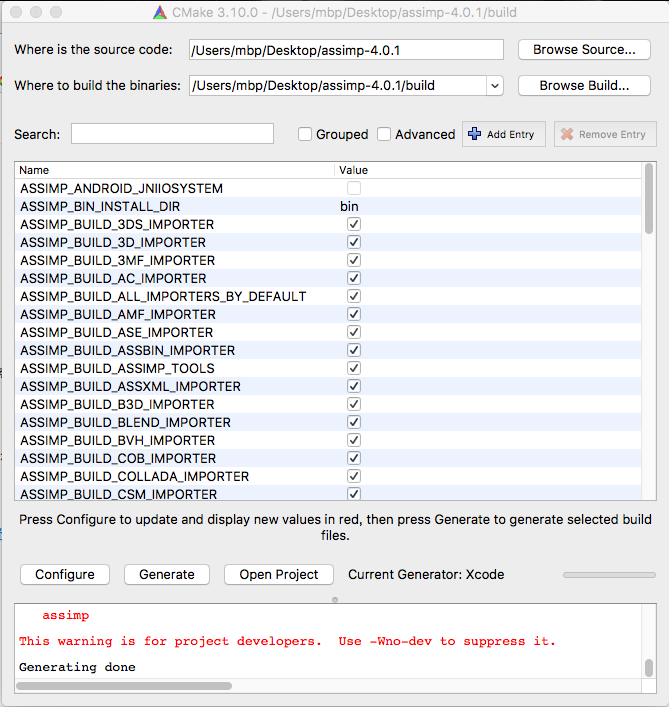 CMake 3.10.0 - /Users/mbp/Desktop/assimp-4.0.1/build
Where is the source code: /Users/mbp/Desktop/assimp-4.0.1 Browse Source...
Where to build the binaries: /Users/mbp/Desktop/assimp-4.0.1/build Browse Build...
Search: Grouped Advanced Add Entry Remove Entry
Name Value
ASSIMP_ANDROID_JNIIOSYSTEM
ASSIMP_BIN_INSTALL_DIR bin
ASSIMP_BUILD_3DS_IMPORTER
ASSIMP_BUILD_3D_IMPORTER
ASSIMP_BUILD_3MF_IMPORTER
ASSIMP_BUILD_AC_IMPORTER
ASSIMP_BUILD_ALL_IMPORTERS_BY_DEFAULT
ASSIMP_BUILD_AMF_IMPORTER
ASSIMP_BUILD_ASE_IMPORTER
ASSIMP_BUILD_ASSBIN_IMPORTER
ASSIMP_BUILD_ASSIMP_TOOLS
ASSIMP_BUILD_ASSXML_IMPORTER
ASSIMP_BUILD_B3D_IMPORTER
ASSIMP_BUILD_BLEND_IMPORTER
ASSIMP_BUILD_BVH_IMPORTER
ASSIMP_BUILD_COB_IMPORTER
ASSIMP_BUILD_COLLADA_IMPORTER
ASSIMP_BUILD_CSM_IMPORTER
Press Configure to update and display new values in red, then press Generate to generate selected build
files.
Configure Generate Open Project Current Generator: Xcode
assimp
This warning is for project developers.  Use -Wno-dev to suppress it.
Generating done